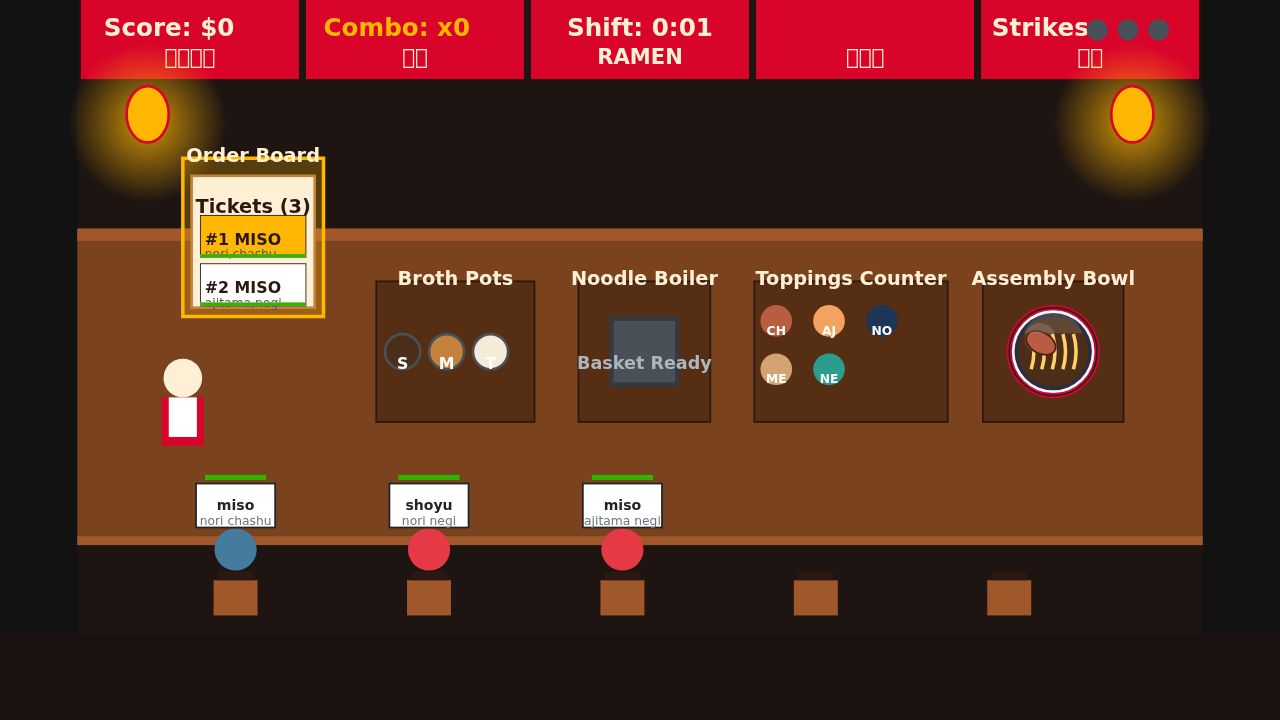 Score: $0
Combo: x0
Shift: 0:01
RAMEN
Strikes
Order Board
Tickets (3)
#1 MISO
nori,chashu
#2 MISO
ajitama,negi
Broth Pots
S
M
T
Noodle Boiler
Basket Ready
Toppings Counter
CH
AJ
NO
ME
NE
Assembly Bowl
miso
nori chashu
shoyu
nori negi
miso
ajitama negi